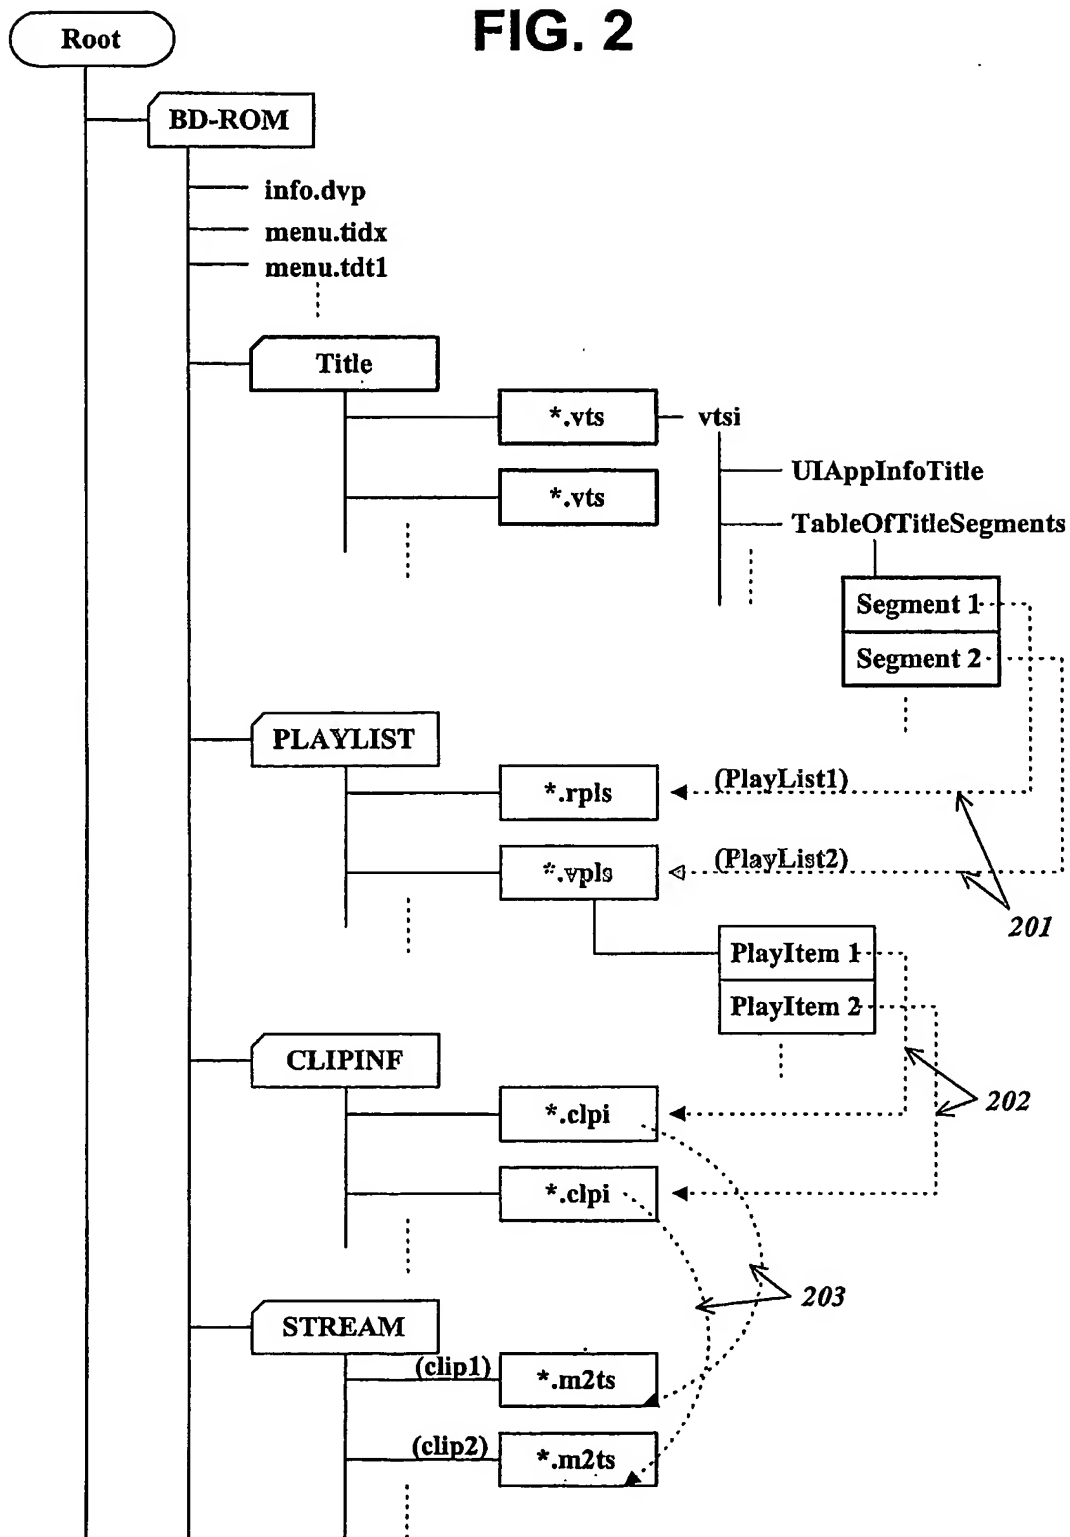 FIG. 2
Root
BD-ROM
info.dvp
menu.tidx
menu.tdt1
Title
*.vts
vtsi
UIAppInfoTitle
*.vts
TableOfTitleSegments
Segment 1
Segment 2
PLAYLIST
*.rpls
(PlayList1)
*.vpls
(PlayList2)
201
PlayItem 1
PlayItem 2
CLIPINF
202
*.clpi
*.clpi
203
STREAM
(clip1)
*.m2ts
(clip2)
*.m2ts